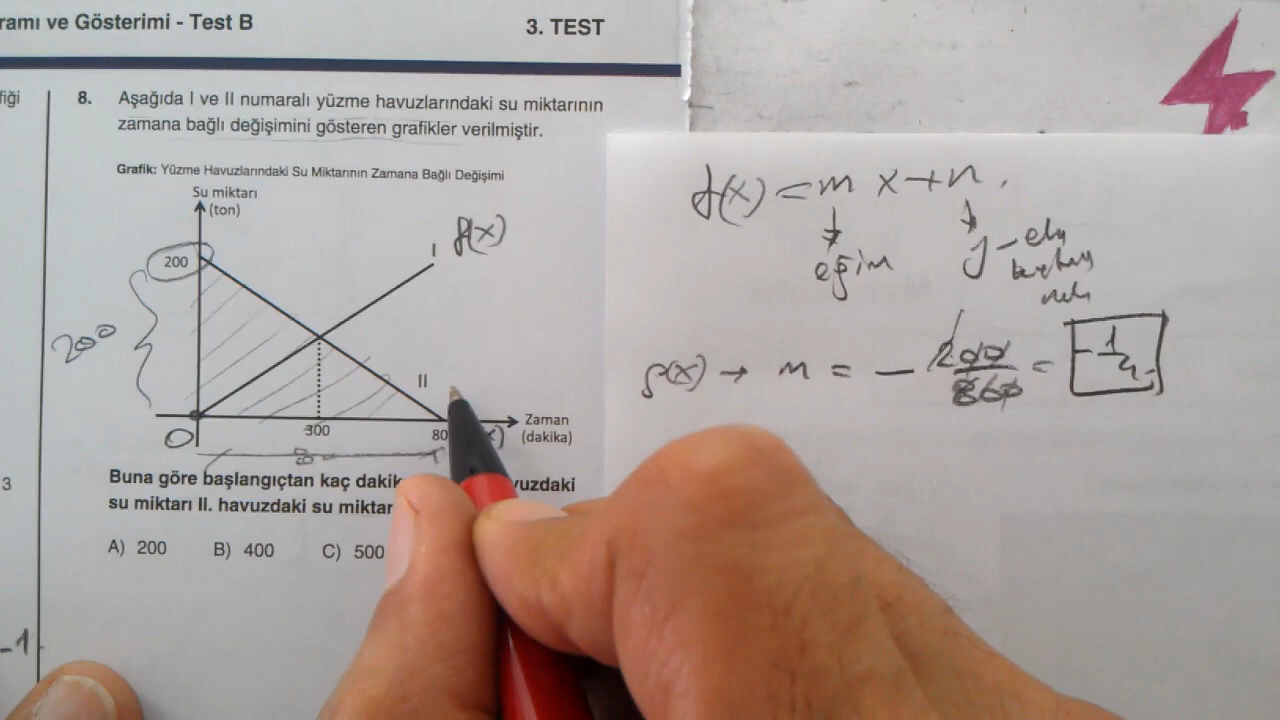 ramı ve Gösterimi - Test B
3. TEST
fiği
8. Aşağıda I ve II numaralı yüzme havuzlarındaki su miktarının
zamana bağlı değişimini gösteren grafikler verilmiştir.
Grafik: Yüzme Havuzlarındaki Su Miktarının Zamana Bağlı Değişimi
Su miktarı
(ton)
I f(x)
200
200
II
O
300
80
Zaman
(dakika)
3
Buna göre başlangıçtan kaç dakik vuzdaki
su miktarı II. havuzdaki su miktar
A) 200 B) 400 C) 500
-1
f(x) = m x + n
eğim
y-
g(x) → m = - 200/800 = -1/4